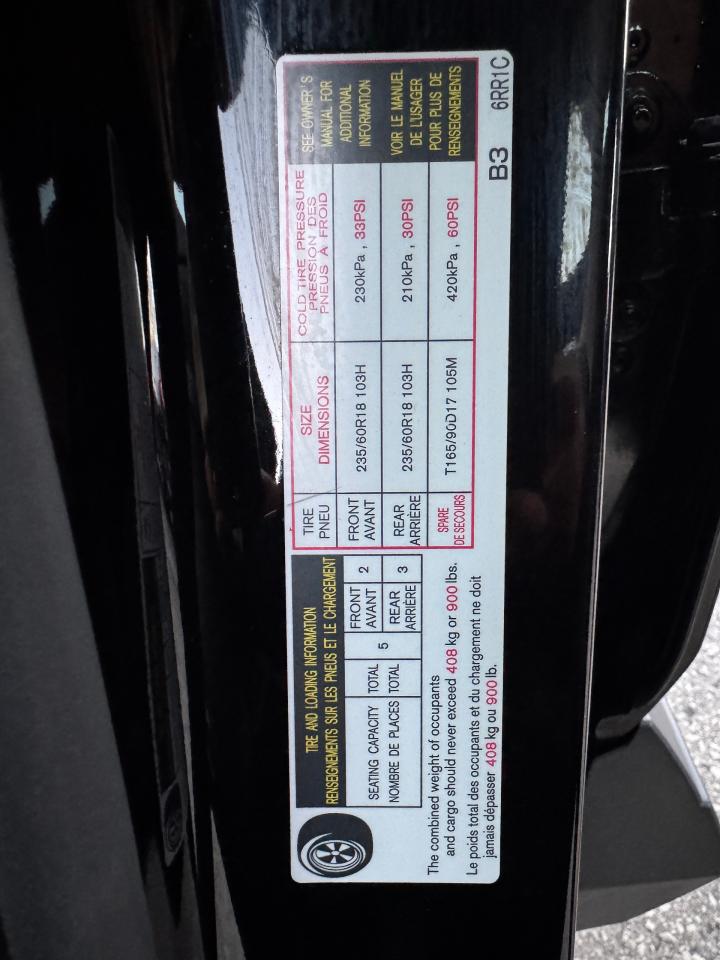 TIRE AND LOADING INFORMATION
RENSEIGNEMENTS SUR LES PNEUS ET LE CHARGEMENT
SEATING CAPACITY TOTAL 5 FRONT 2
NOMBRE DE PLACES TOTAL AVANT
REAR 3
ARRIÈRE
The combined weight of occupants
and cargo should never exceed 408 kg or 900 lbs.
Le poids total des occupants et du chargement ne doit
jamais dépasser 408 kg ou 900 lb.
TIRE SIZE COLD TIRE PRESSURE
PNEU DIMENSIONS PRESSION DES
PNEUS A FROID
FRONT 235/60R18 103H 230kPa , 33PSI
AVANT
REAR 235/60R18 103H 210kPa , 30PSI
ARRIÈRE
SPARE T165/90D17 105M 420kPa , 60PSI
DE SECOURS
SEE OWNER'S
MANUAL FOR
ADDITIONAL
INFORMATION
VOIR LE MANUEL
DE L'USAGER
POUR PLUS DE
RENSEIGNEMENTS
B3 6RR1C